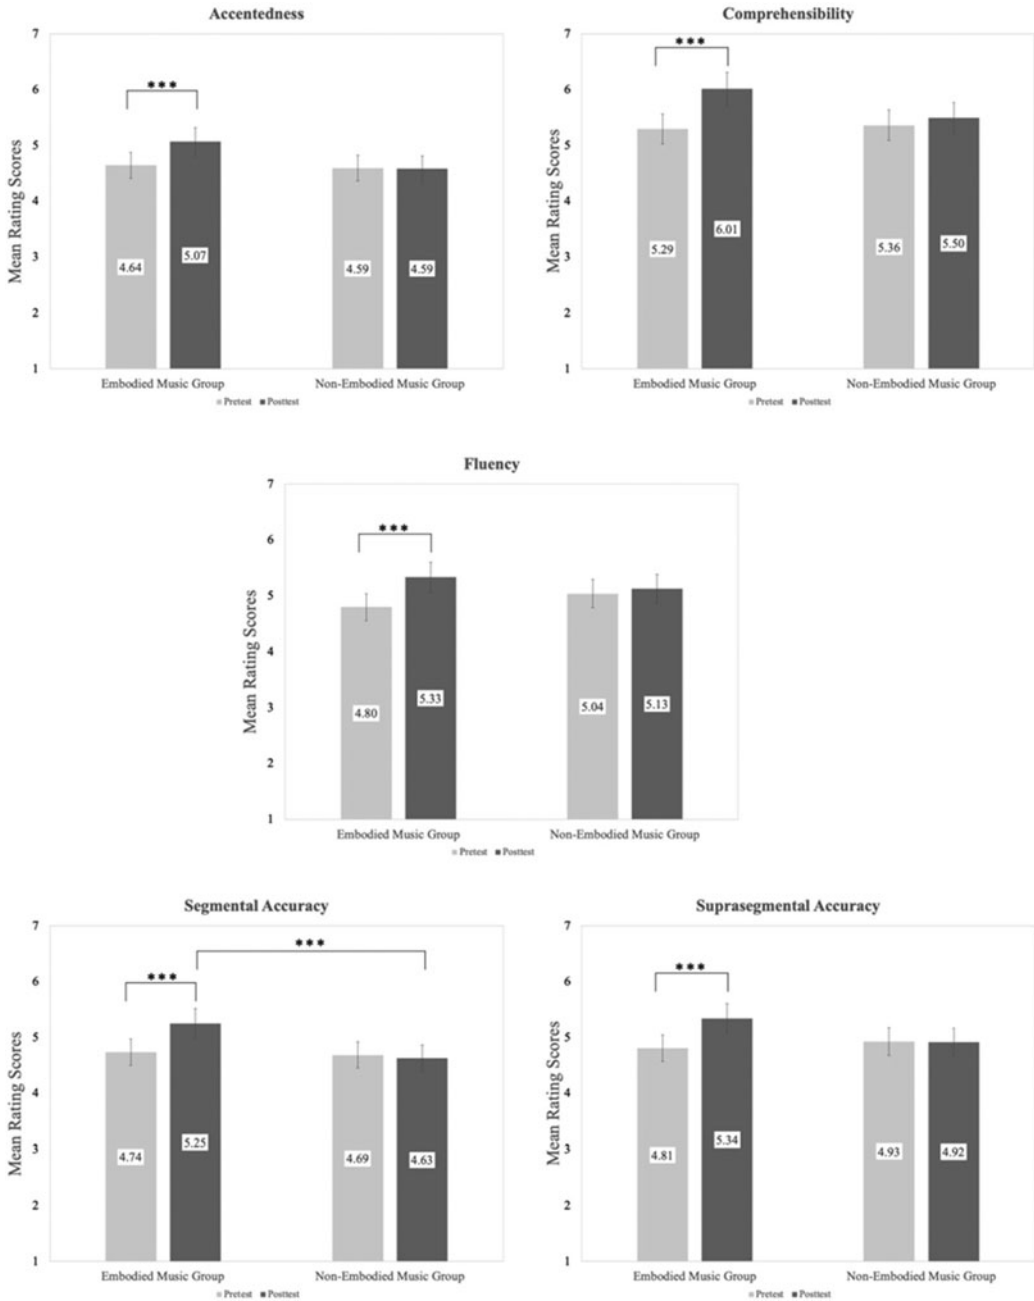 Accentedness
7
6
5
4
3
2
1
Mean Rating Scores
***
4.64
5.07
4.59
4.59
Embodied Music Group
Non-Embodied Music Group
Pretest Posttest
Comprehensibility
7
6
5
4
3
2
1
Mean Rating Scores
***
5.29
6.01
5.36
5.50
Embodied Music Group
Non-Embodied Music Group
Pretest Posttest
Fluency
7
6
5
4
3
2
1
Mean Rating Scores
***
4.80
5.33
5.04
5.13
Embodied Music Group
Non-Embodied Music Group
Pretest Posttest
Segmental Accuracy
7
6
5
4
3
2
1
Mean Rating Scores
***
***
4.74
5.25
4.69
4.63
Embodied Music Group
Non-Embodied Music Group
Pretest Posttest
Suprasegmental Accuracy
7
6
5
4
3
2
1
Mean Rating Scores
***
4.81
5.34
4.93
4.92
Embodied Music Group
Non-Embodied Music Group
Pretest Posttest